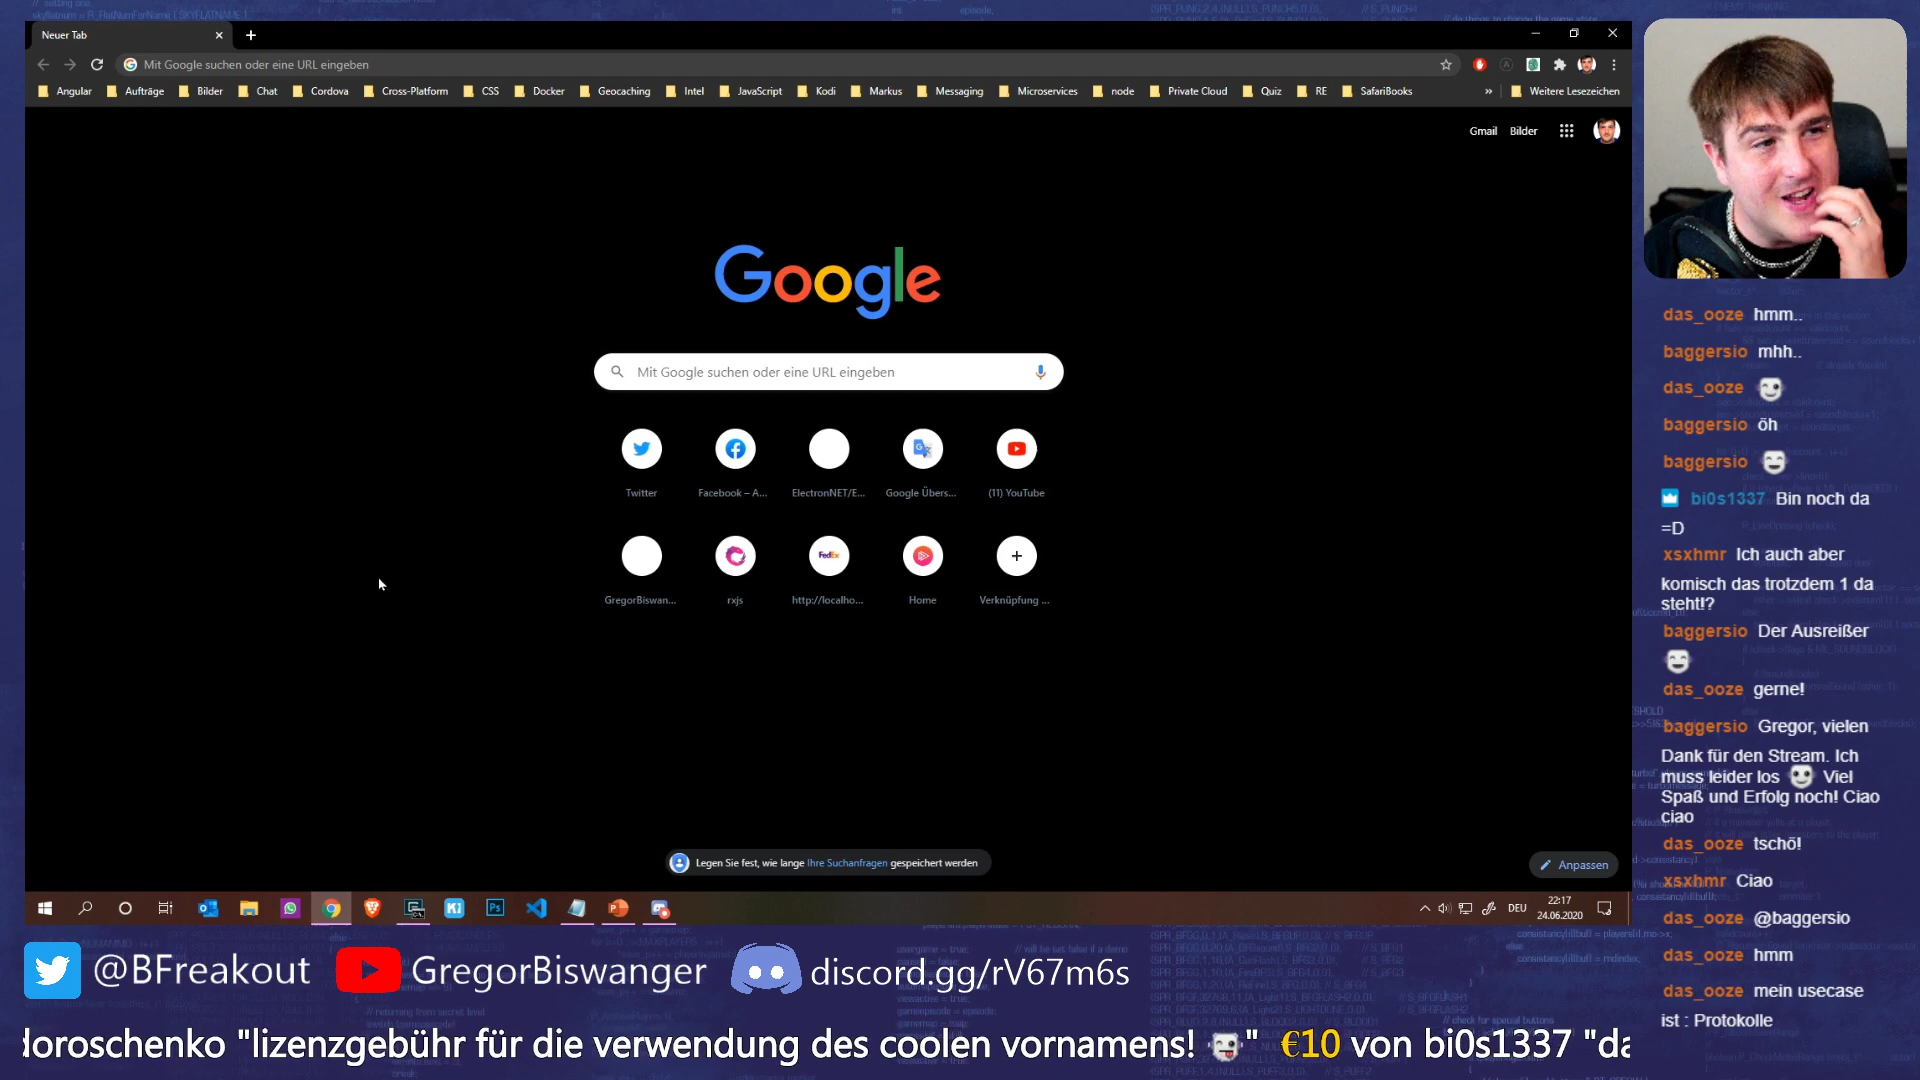 Neuer Tab
Mit Google suchen oder eine URL eingeben
Angular Aufträge Bilder Chat Cordova Cross-Platform CSS Docker Geocaching Intel JavaScript Kodi Markus Messaging Microservices node Private Cloud Quiz RE SafariBooks » Weitere Lesezeichen
Gmail Bilder
Google
Mit Google suchen oder eine URL eingeben
Twitter Facebook – A... ElectronNET/E... Google Übers... (11) YouTube
FedEx
GregorBiswan... rxjs http://localho... Home Verknüpfung ...
Legen Sie fest, wie lange Ihre Suchanfragen gespeichert werden
Anpassen
DEU
22:17
24.06.2020
das_ooze hmm..
baggersio mhh..
das_ooze
baggersio öh
baggersio
bi0s1337 Bin noch da
=D
xsxhmr Ich auch aber
komisch das trotzdem 1 da
steht!?
baggersio Der Ausreißer
das_ooze gerne!
baggersio Gregor, vielen
Dank für den Stream. Ich
muss leider los Viel
Spaß und Erfolg noch! Ciao
ciao
das_ooze tschö!
xsxhmr Ciao
das_ooze @baggersio
das_ooze hmm
das_ooze mein usecase
ist : Protokolle
@BFreakout GregorBiswanger discord.gg/rV67m6s
doroschenko "lizenzgebühr für die verwendung des coolen vornamens! " €10 von bi0s1337 "da